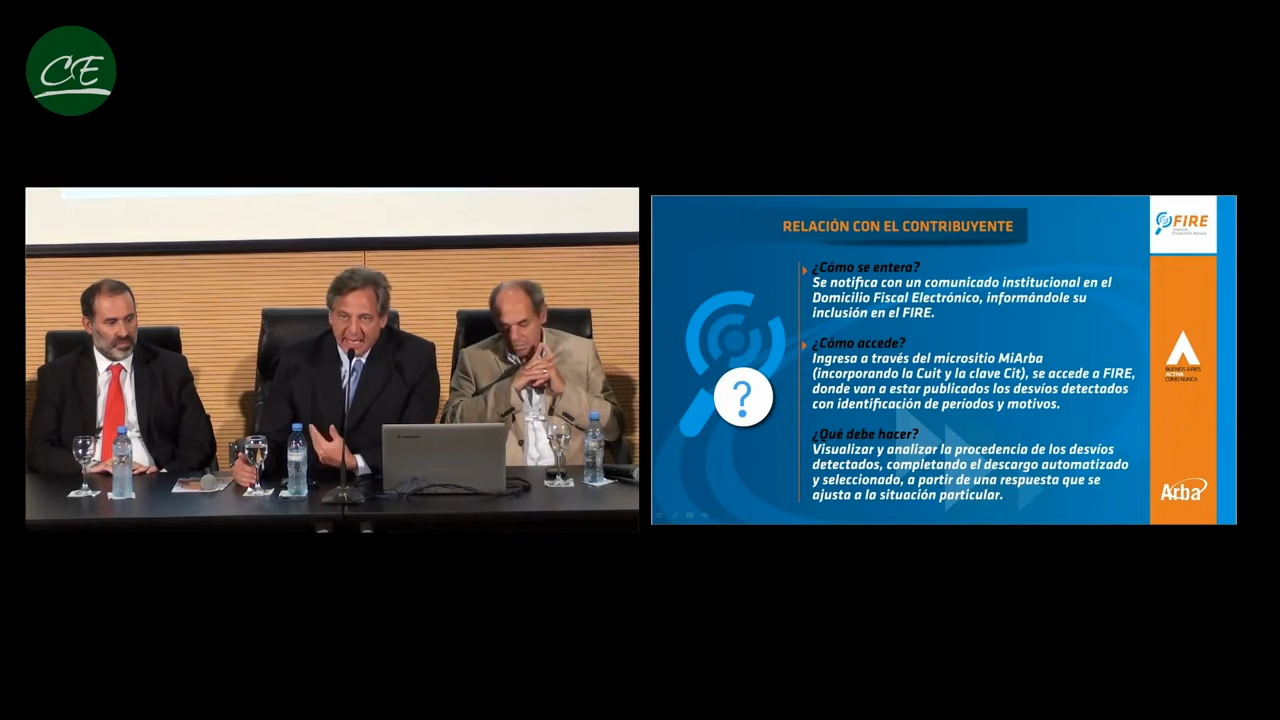 CE
RELACIÓN CON EL CONTRIBUYENTE
FIRE
¿Cómo se entera?
Se notifica con un comunicado institucional en el
Domicilio Fiscal Electrónico, informándole su
inclusión en el FIRE.
¿Cómo accede?
Ingresa a través del micrositio MiArba
(incorporando la Cuit y la clave Cit), se accede a FIRE,
donde van a estar publicados los desvíos detectados
con identificación de períodos y motivos.
¿Qué debe hacer?
Visualizar y analizar la procedencia de los desvíos
detectados, completando el descargo automatizado
y seleccionado, a partir de una respuesta que se
ajusta a la situación particular.
?
BUENOS AIRES
ACTIVA
COMO NUNCA
Arba